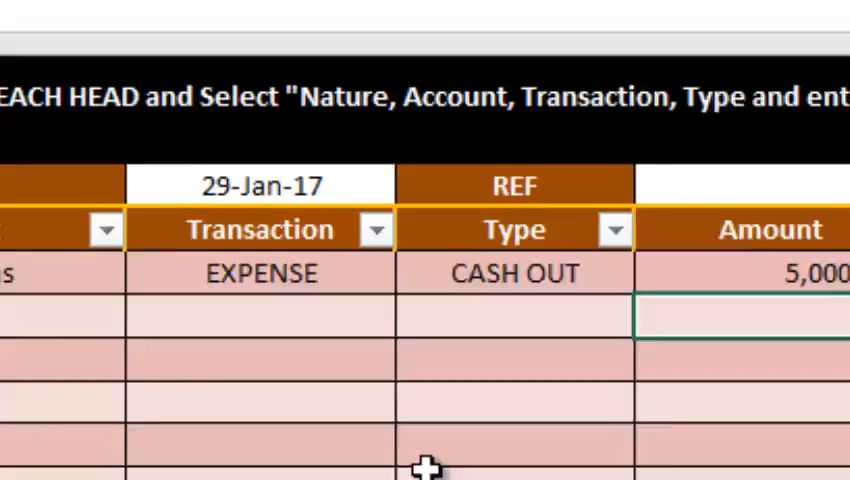 EACH HEAD and Select "Nature, Account, Transaction, Type and ent
29-Jan-17 REF
Transaction Type Amount
s EXPENSE CASH OUT 5,000